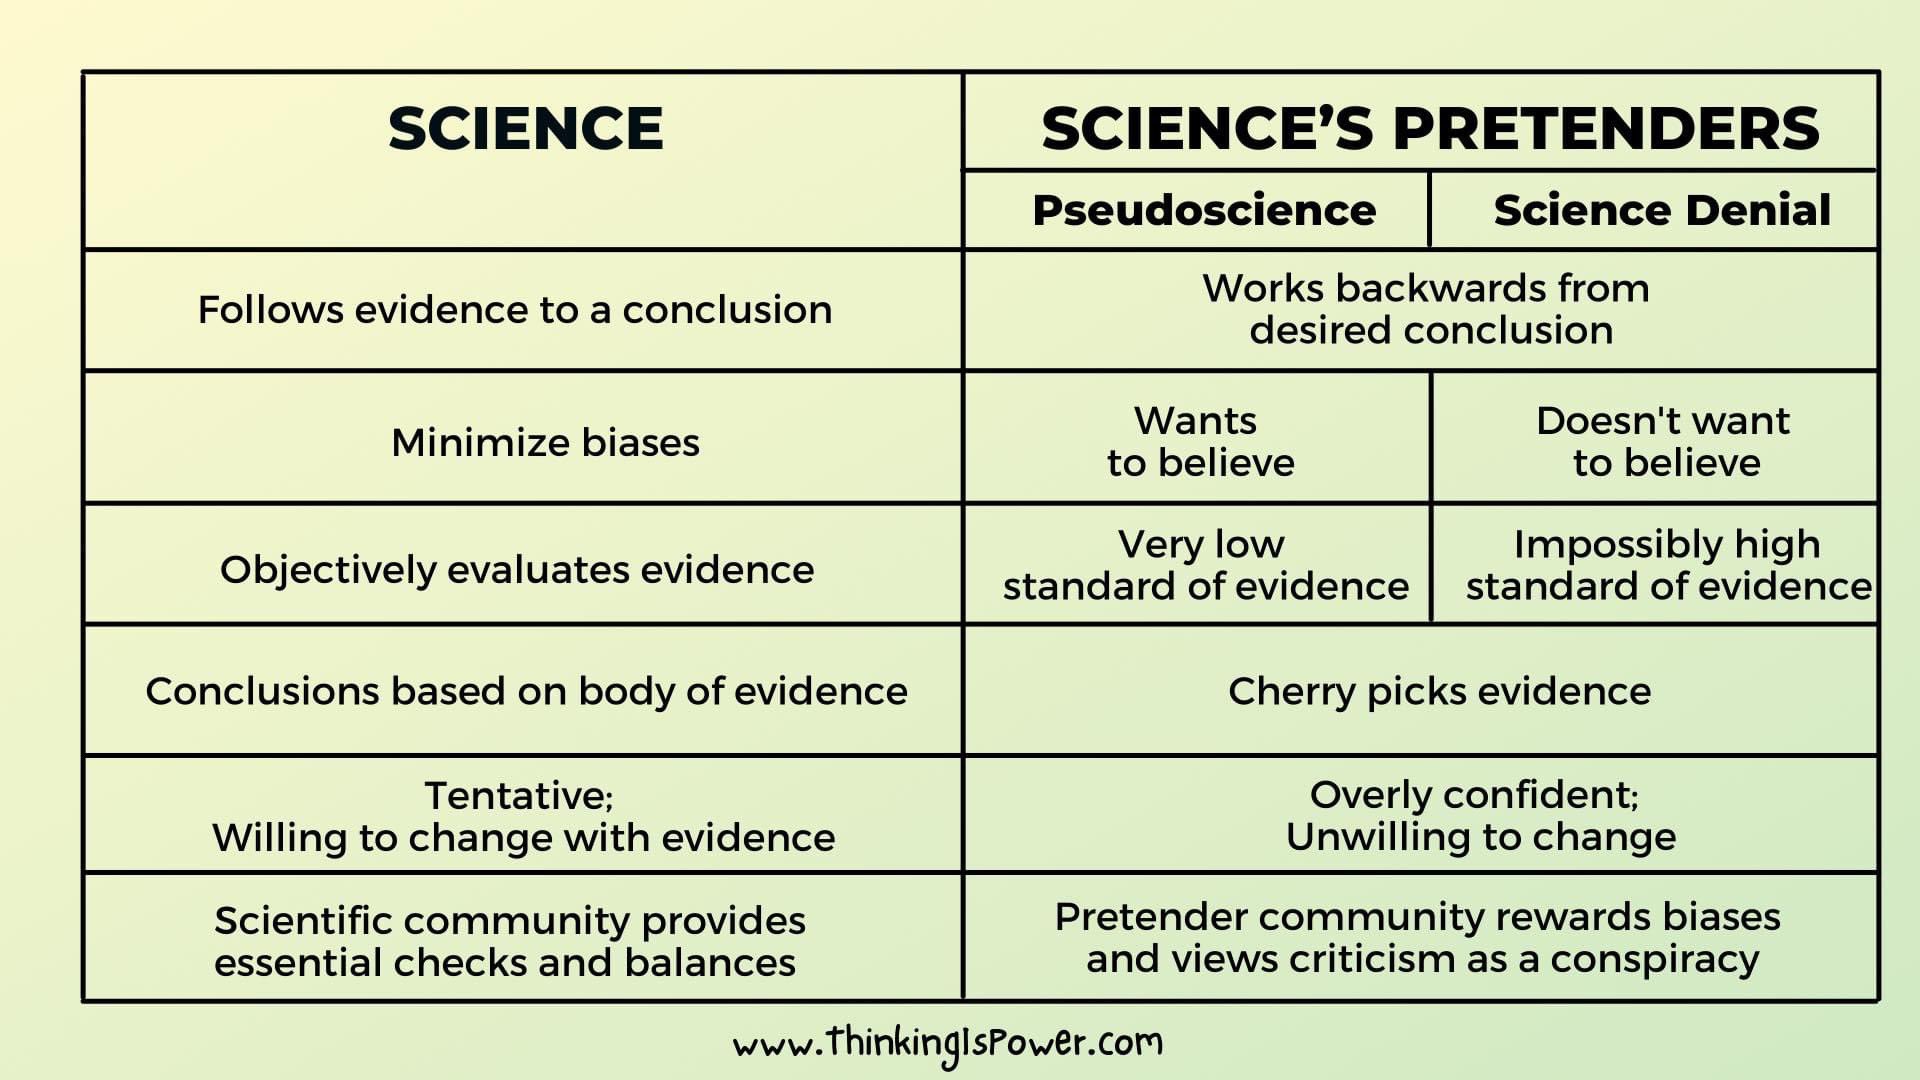 SCIENCE
SCIENCE’S PRETENDERS
Pseudoscience
Science Denial
Follows evidence to a conclusion
Works backwards from
desired conclusion
Minimize biases
Wants
to believe
Doesn't want
to believe
Objectively evaluates evidence
Very low
standard of evidence
Impossibly high
standard of evidence
Conclusions based on body of evidence
Cherry picks evidence
Tentative;
Willing to change with evidence
Overly confident;
Unwilling to change
Scientific community provides
essential checks and balances
Pretender community rewards biases
and views criticism as a conspiracy
www.ThinkingIsPower.com